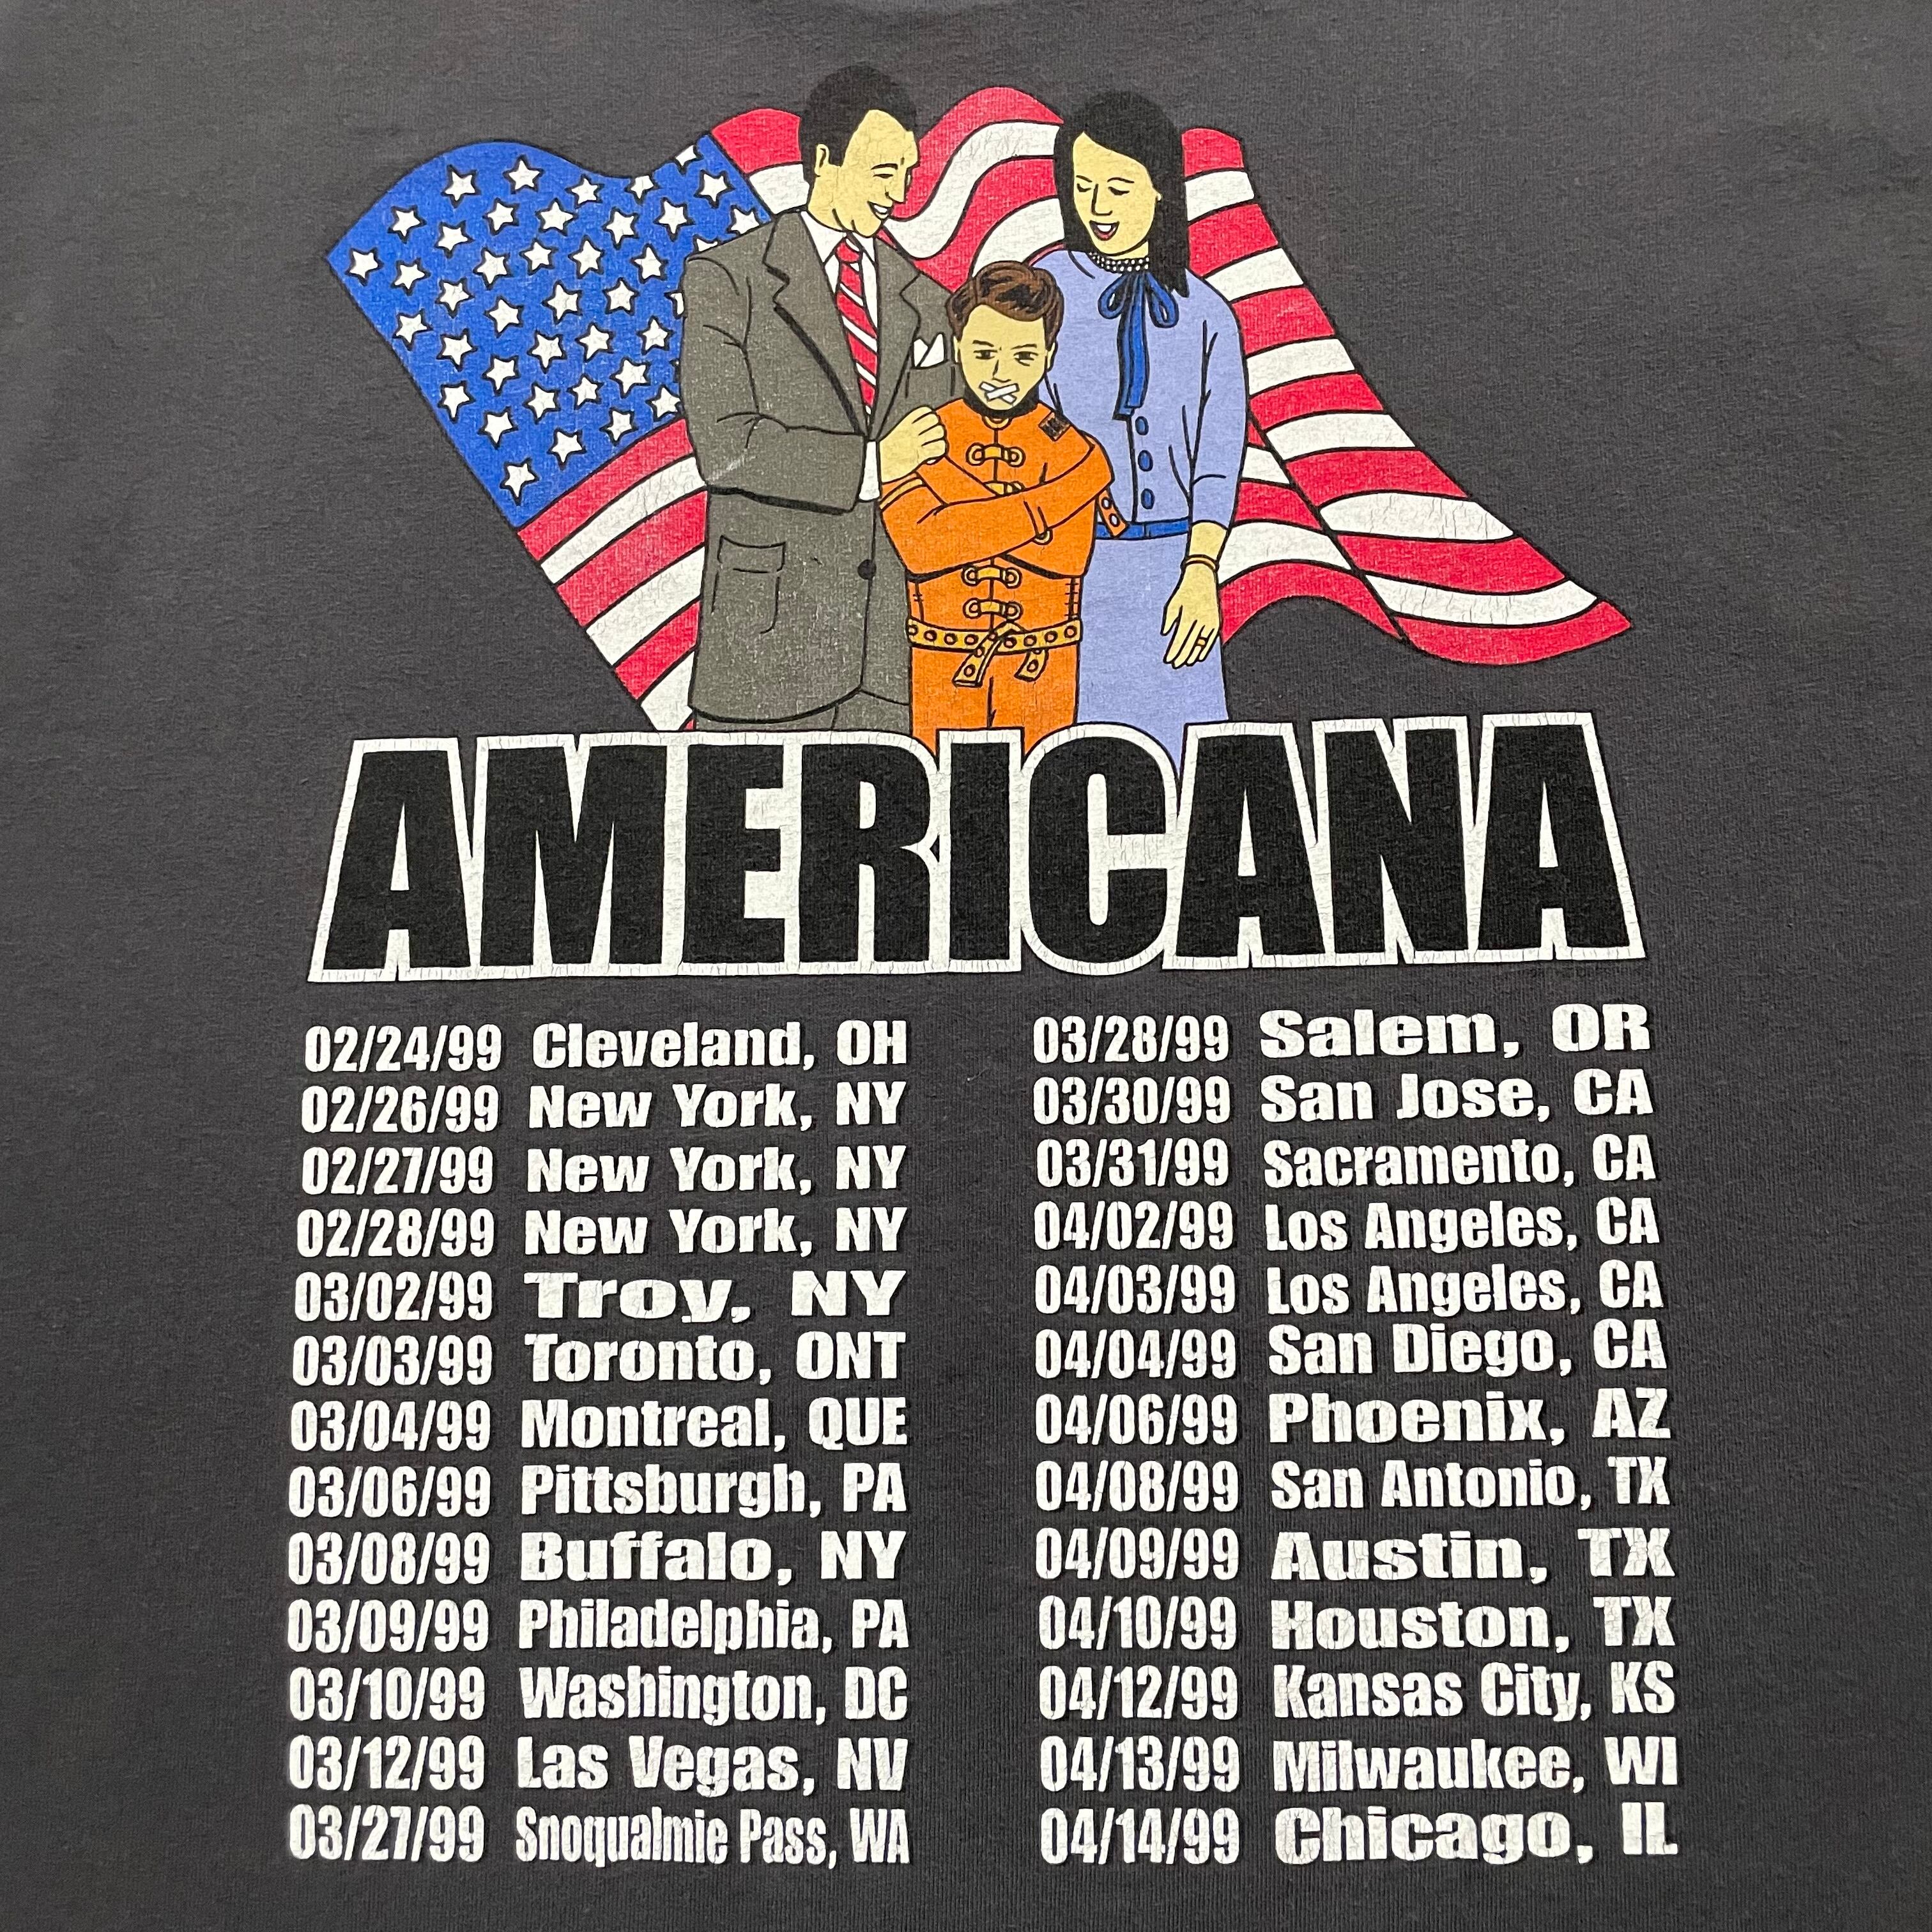 AMERICANA
02/24/99 Cleveland, OH
02/26/99 New York, NY
02/27/99 New York, NY
02/28/99 New York, NY
03/02/99 Troy, NY
03/03/99 Toronto, ONT
03/04/99 Montreal, QUE
03/06/99 Pittsburgh, PA
03/08/99 Buffalo, NY
03/09/99 Philadelphia, PA
03/10/99 Washington, DC
03/12/99 Las Vegas, NV
03/27/99 Snoqualmie Pass, WA
03/28/99 Salem, OR
03/30/99 San Jose, CA
03/31/99 Sacramento, CA
04/02/99 Los Angeles, CA
04/03/99 Los Angeles, CA
04/04/99 San Diego, CA
04/06/99 Phoenix, AZ
04/08/99 San Antonio, TX
04/09/99 Austin, TX
04/10/99 Houston, TX
04/12/99 Kansas City, KS
04/13/99 Milwaukee, WI
04/14/99 Chicago, IL